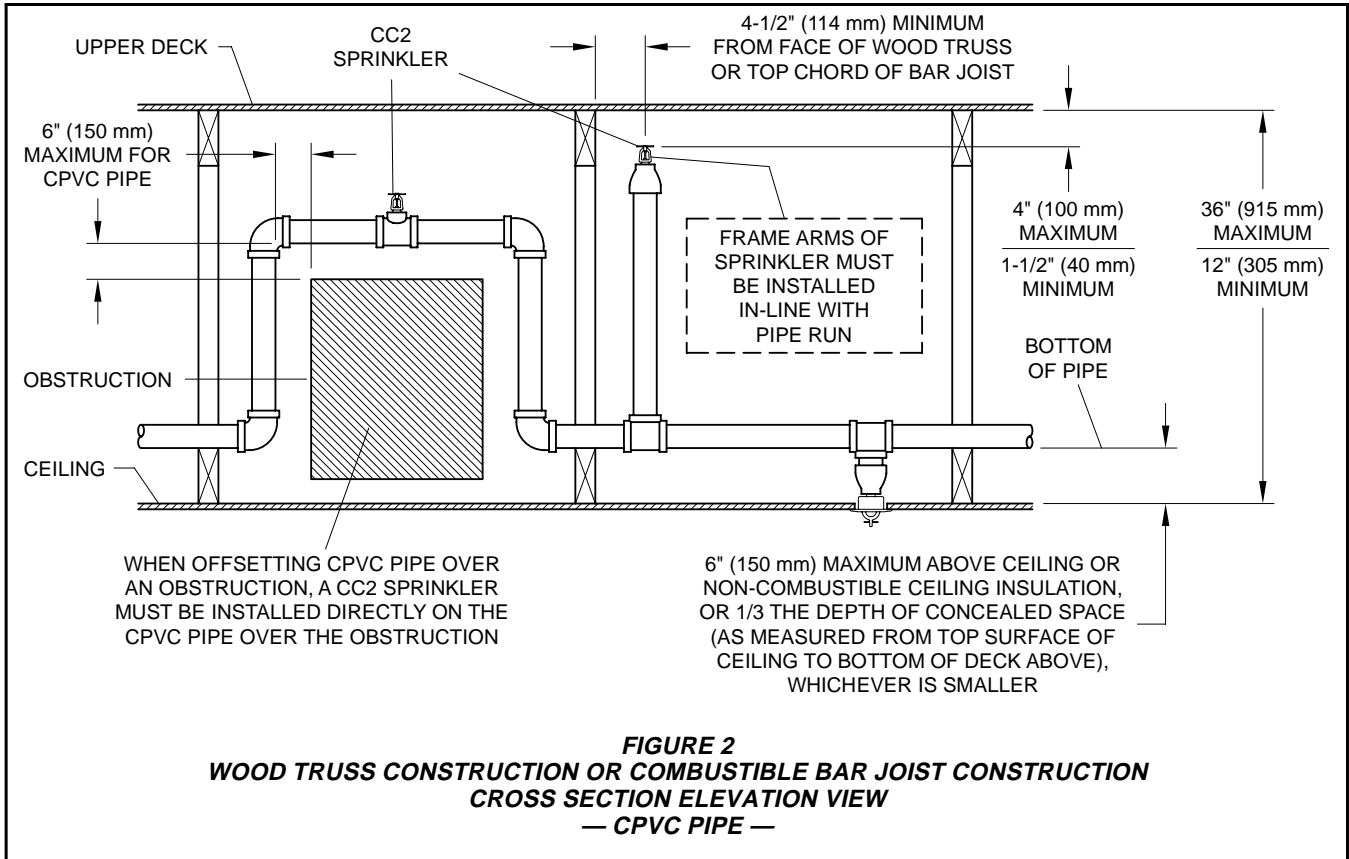 UPPER DECK
CC2
SPRINKLER
4-1/2" (114 mm) MINIMUM
FROM FACE OF WOOD TRUSS
OR TOP CHORD OF BAR JOIST
6" (150 mm)
MAXIMUM FOR
CPVC PIPE
FRAME ARMS OF
SPRINKLER MUST
BE INSTALLED
IN-LINE WITH
PIPE RUN
4" (100 mm)
MAXIMUM
1-1/2" (40 mm)
MINIMUM
36" (915 mm)
MAXIMUM
12" (305 mm)
MINIMUM
BOTTOM
OF PIPE
OBSTRUCTION
CEILING
WHEN OFFSETTING CPVC PIPE OVER
AN OBSTRUCTION, A CC2 SPRINKLER
MUST BE INSTALLED DIRECTLY ON THE
CPVC PIPE OVER THE OBSTRUCTION
6" (150 mm) MAXIMUM ABOVE CEILING OR
NON-COMBUSTIBLE CEILING INSULATION,
OR 1/3 THE DEPTH OF CONCEALED SPACE
(AS MEASURED FROM TOP SURFACE OF
CEILING TO BOTTOM OF DECK ABOVE),
WHICHEVER IS SMALLER
FIGURE 2
WOOD TRUSS CONSTRUCTION OR COMBUSTIBLE BAR JOIST CONSTRUCTION
CROSS SECTION ELEVATION VIEW
— CPVC PIPE —